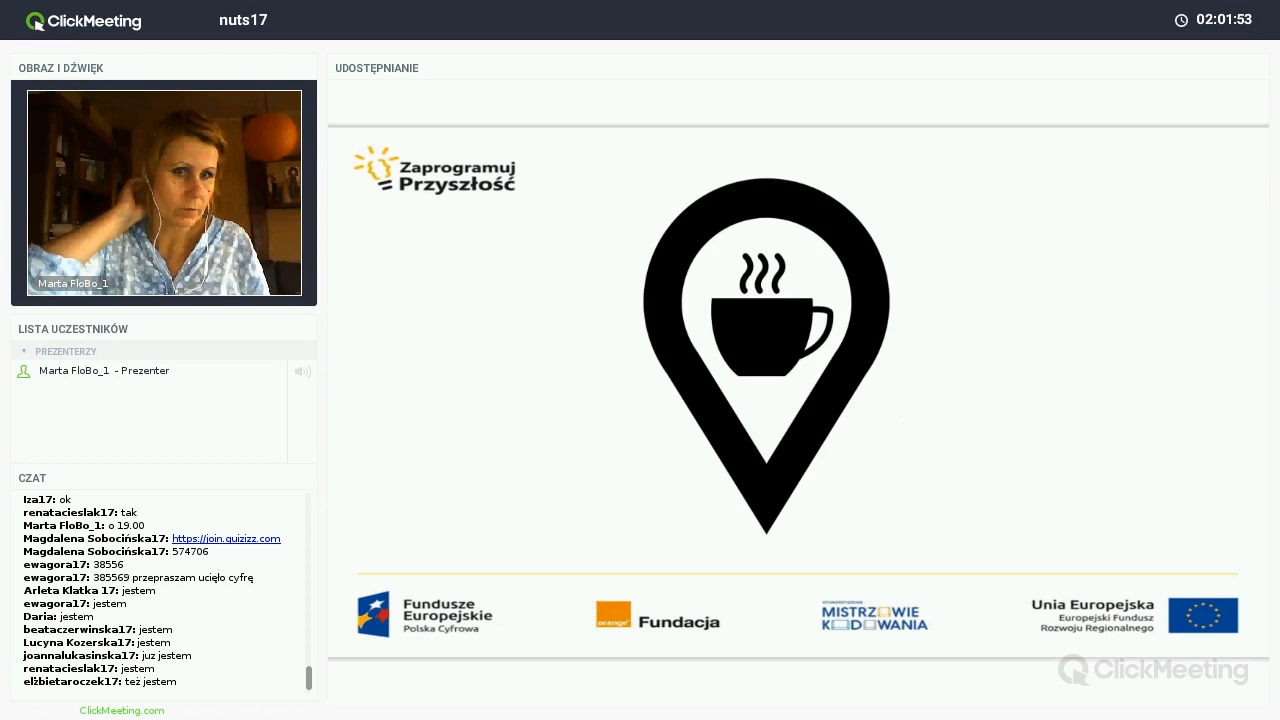 ClickMeeting
nuts17
02:01:53
OBRAZ I DŹWIĘK
Marta FloBo_1
LISTA UCZESTNIKÓW
PREZENTERZY
Marta FloBo_1 - Prezenter
CZAT
Iza17: ok
renatacieslak17: tak
Marta FloBo_1: o 19.00
Magdalena Sobocińska17: https://join.quizizz.com
Magdalena Sobocińska17: 574706
ewagora17: 38556
ewagora17: 385569 przepraszam ucięło cyfrę
Arleta Klatka 17: jestem
ewagora17: jestem
Daria: jestem
beataczerwinska17: jestem
Lucyna Kozerska17: jestem
joannalukasinska17: juz jestem
renatacieslak17: jestem
elżbietaroczek17: też jestem
ClickMeeting.com
UDOSTĘPNIANIE
Zaprogramuj
Przyszłość
Fundusze
Europejskie
Polska Cyfrowa
orange
Fundacja
STOWARZYSZENIE
MISTRZOWIE
KODOWANIA
Unia Europejska
Europejski Fundusz
Rozwoju Regionalnego
ClickMeeting